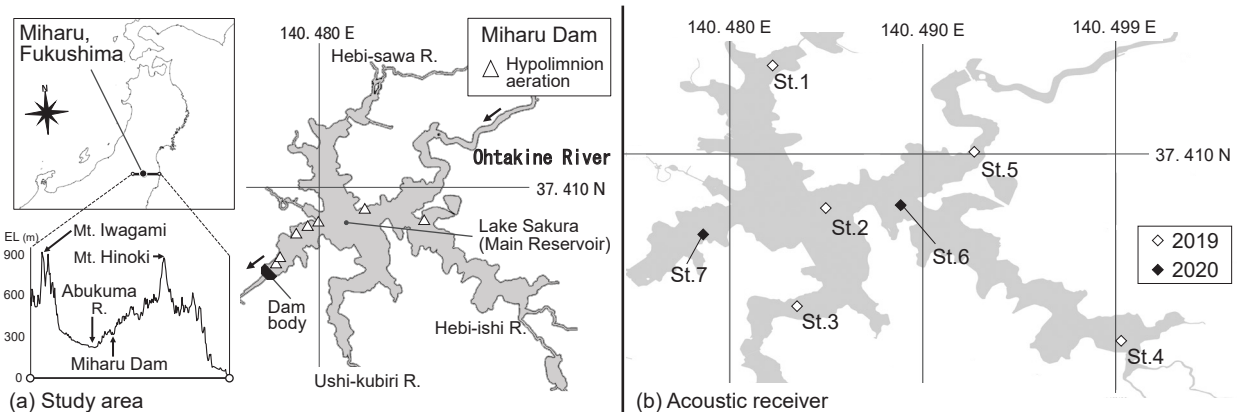 Miharu,
Fukushima
N
EL (m)
900
600
300
0
Mt. Iwagami
Mt. Hinoki
Abukuma
R.
Miharu Dam
(a) Study area
140. 480 E
Hebi-sawa R.
Miharu Dam
Hypolimnion
aeration
Ohtakine River
37. 410 N
Lake Sakura
(Main Reservoir)
Dam
body
Hebi-ishi R.
Ushi-kubiri R.
140. 480 E
140. 490 E
140. 499 E
St.1
St.5
37. 410 N
St.2
St.6
St.7
St.3
St.4
2019
2020
(b) Acoustic receiver